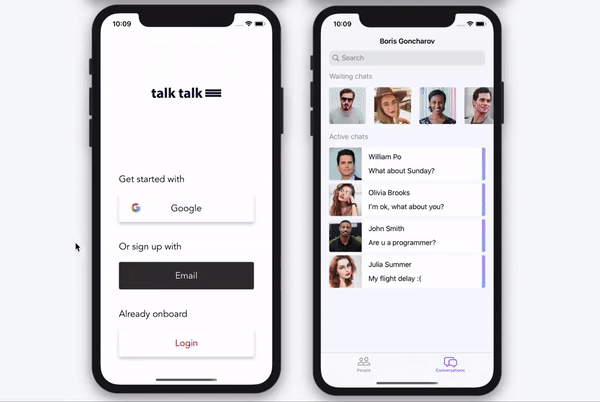 10:09
talk talk
Get started with
Google
Or sign up with
Email
Already onboard
Login
10:09
Boris Goncharov
Search
Waiting chats
Active chats
William Po
What about Sunday?
Olivia Brooks
I'm ok, what about you?
John Smith
Are u a programmer?
Julia Summer
My flight delay :(
People
Conversations